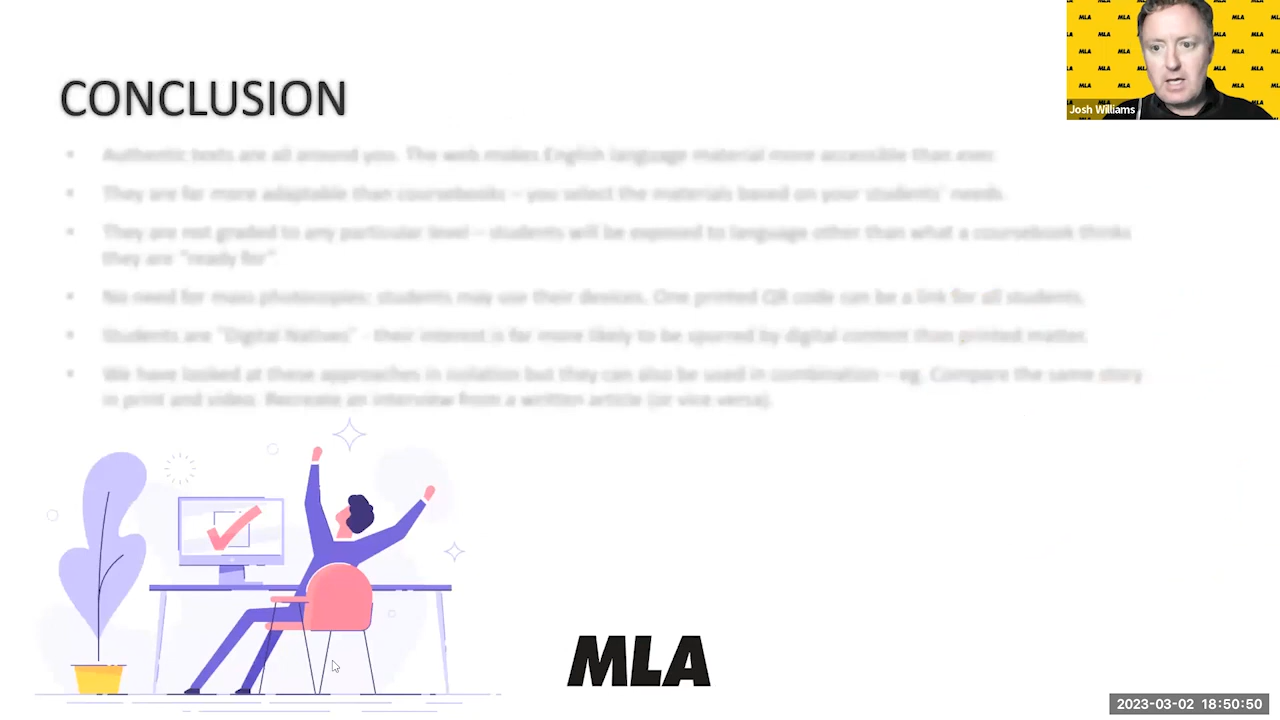 CONCLUSION
• Authentic texts are all around you. The web makes English language material more accessible than ever.
• They are far more adaptable than coursebooks – you select the materials based on your students' needs.
• They are not graded to any particular level – students will be exposed to language other than what a coursebook thinks
they are "ready for"
• No need for mass photocopies: students may use their devices. One printed QR code can be a link for all students.
• Students are "Digital Natives" - their interest is far more likely to be spurred by digital content than printed matter.
• We have looked at these approaches in isolation but they can also be used in combination – eg. Compare the same story
in print and video. Recreate an interview from a written article (or vice versa).
MLA
Josh Williams
2023-03-02 18:50:50